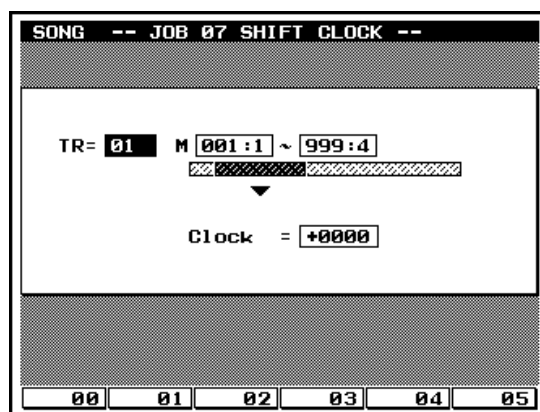 SONG -- JOB 07 SHIFT CLOCK --
TR= 01 M 001:1 ~ 999:4
Clock = +0000
00 01 02 03 04 05